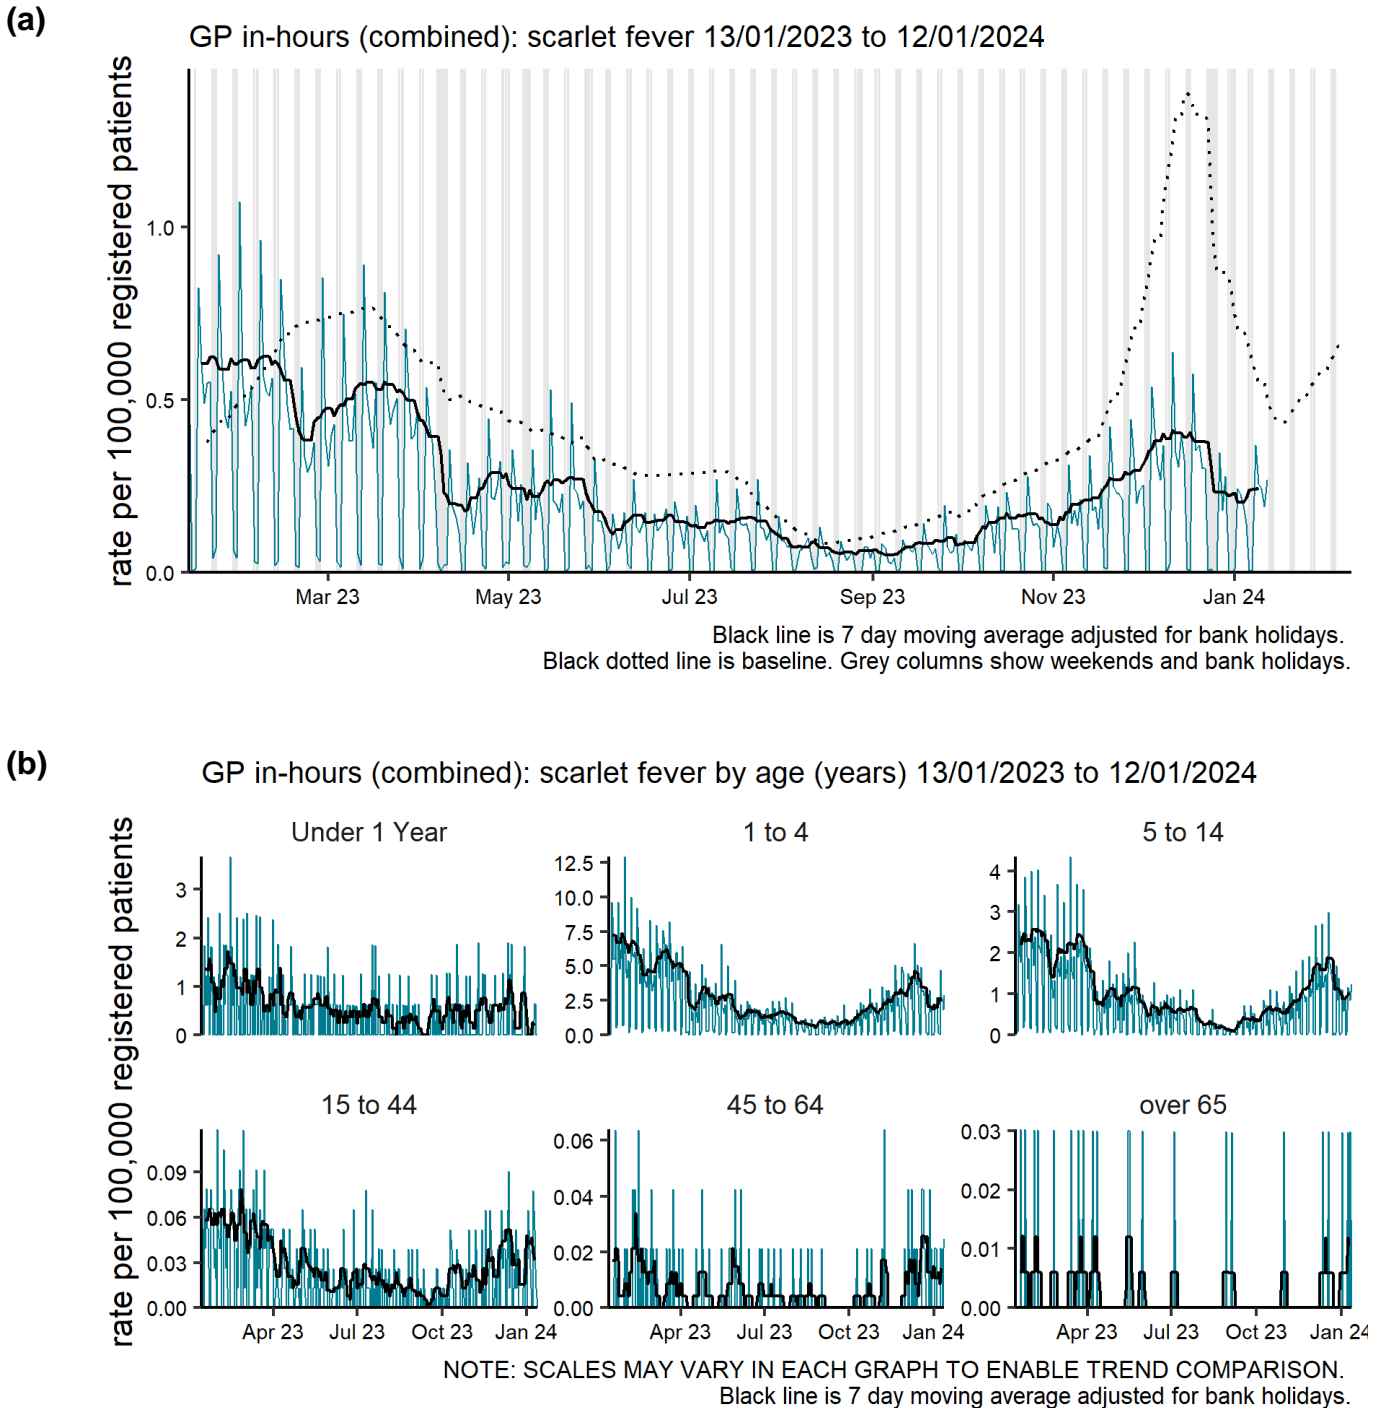 (a)
GP in-hours (combined): scarlet fever 13/01/2023 to 12/01/2024
rate per 100,000 registered patients
1.0
0.5
0.0
Mar 23 May 23 Jul 23 Sep 23 Nov 23 Jan 24
Black line is 7 day moving average adjusted for bank holidays.
Black dotted line is baseline. Grey columns show weekends and bank holidays.
(b)
GP in-hours (combined): scarlet fever by age (years) 13/01/2023 to 12/01/2024
rate per 100,000 registered patients
Under 1 Year
3
2
1
0
1 to 4
12.5
10.0
7.5
5.0
2.5
0.0
5 to 14
4
3
2
1
0
15 to 44
0.09
0.06
0.03
0.00
Apr 23 Jul 23 Oct 23 Jan 24
45 to 64
0.06
0.04
0.02
0.00
Apr 23 Jul 23 Oct 23 Jan 24
over 65
0.03
0.02
0.01
0.00
Apr 23 Jul 23 Oct 23 Jan 24
NOTE: SCALES MAY VARY IN EACH GRAPH TO ENABLE TREND COMPARISON.
Black line is 7 day moving average adjusted for bank holidays.